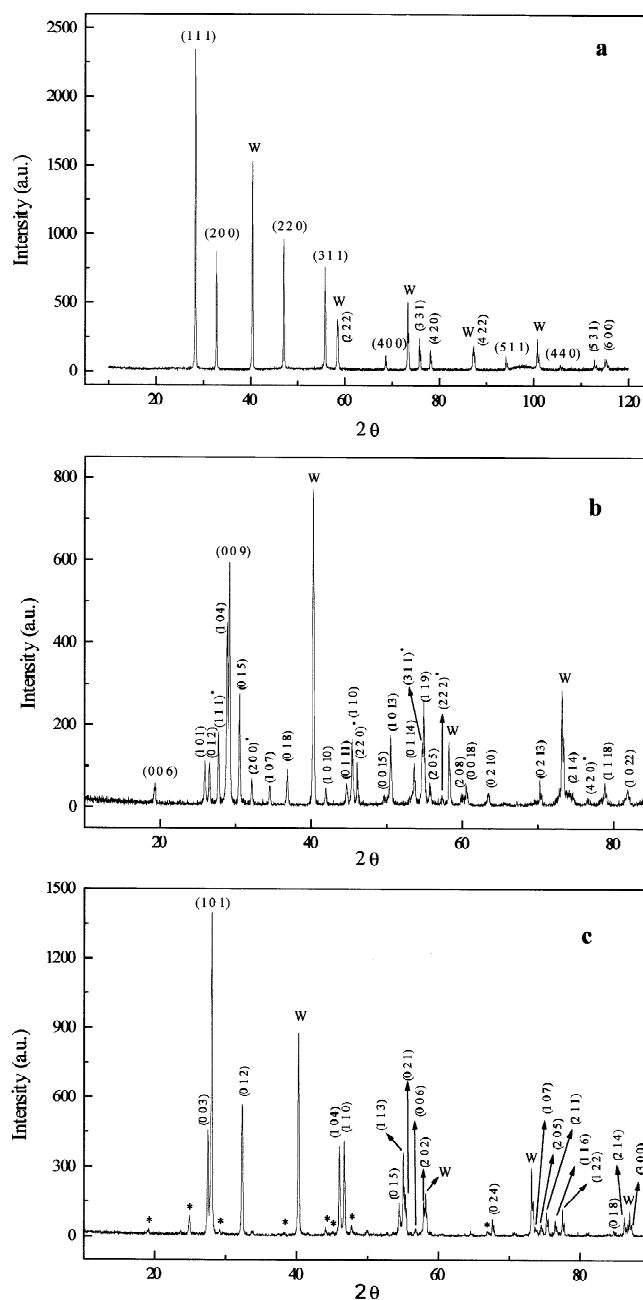 2500
2000
1500
1000
500
0
Intensity (a.u.)
(1 1 1)
(2 0 0)
W
(2 2 0)
(3 1 1)
W
(2 2 2)
(4 0 0)
W
(3 3 1)
(4 2 0)
W
(4 2 2)
(5 1 1)
W
(4 4 0)
(5 3 1)
(6 0 0)
a
20 40 60 80 100 120
2 θ
800
600
400
200
0
Intensity (a.u.)
(0 0 6)
(1 0 1)
(0 1 2)
(1 1 1)*
(1 0 4)
(0 0 9)
(0 1 5)
(2 0 0)*
(1 0 7)
(0 1 8)
W
(1 0 10)
(0 1 11)
(1 1 0)
(2 2 0)*
(0 0 15)
(1 0 13)
(0 1 14)
(3 1 1)*
(1 1 9)
(2 0 5)
(2 2 2)*
W
(2 0 8)
(0 0 18)
(0 2 10)
(0 2 13)
W
(2 1 4)
(4 2 0)*
(1 1 18)
(1 0 22)
b
20 40 60 80
2 θ
1500
1200
900
600
300
0
Intensity (a.u.)
*
*
(0 0 3)
(1 0 1)
*
(0 1 2)
*
W
*
*
(1 0 4)
(1 1 0)
*
(0 1 5)
(1 1 3)
(0 2 1)
(0 0 6)
(2 0 2)
W
*
(0 2 4)
W
(1 0 7)
(2 0 5)
(2 1 1)
(1 1 6)
(1 2 2)
(0 1 8)
(2 1 4)
W
(3 0 0)
c
20 40 60 80
2 θ